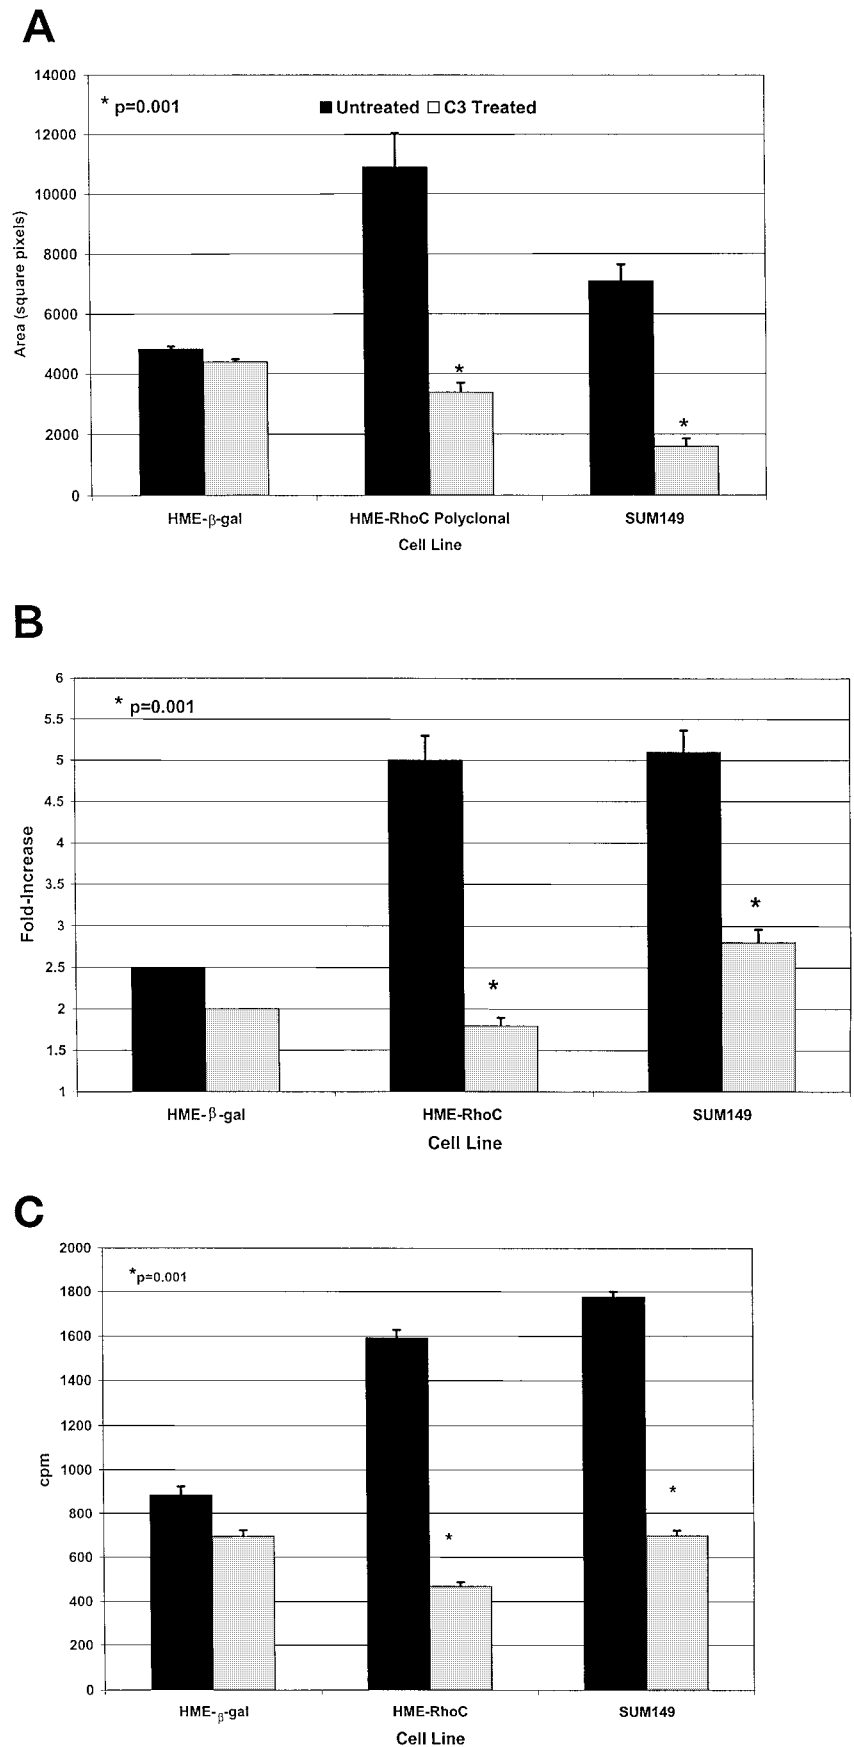 A
14000
* p=0.001
Untreated C3 Treated
12000
10000
8000
6000
4000
2000
0
Area (square pixels)
*
*
HME-β-gal HME-RhoC Polyclonal SUM149
Cell Line
B
6
* p=0.001
5.5
5
4.5
4
3.5
3
2.5
2
1.5
1
Fold-Increase
*
*
HME-β-gal HME-RhoC SUM149
Cell Line
C
2000
*p=0.001
1800
1600
1400
1200
1000
800
600
400
200
0
cpm
*
*
HME-β-gal HME-RhoC SUM149
Cell Line